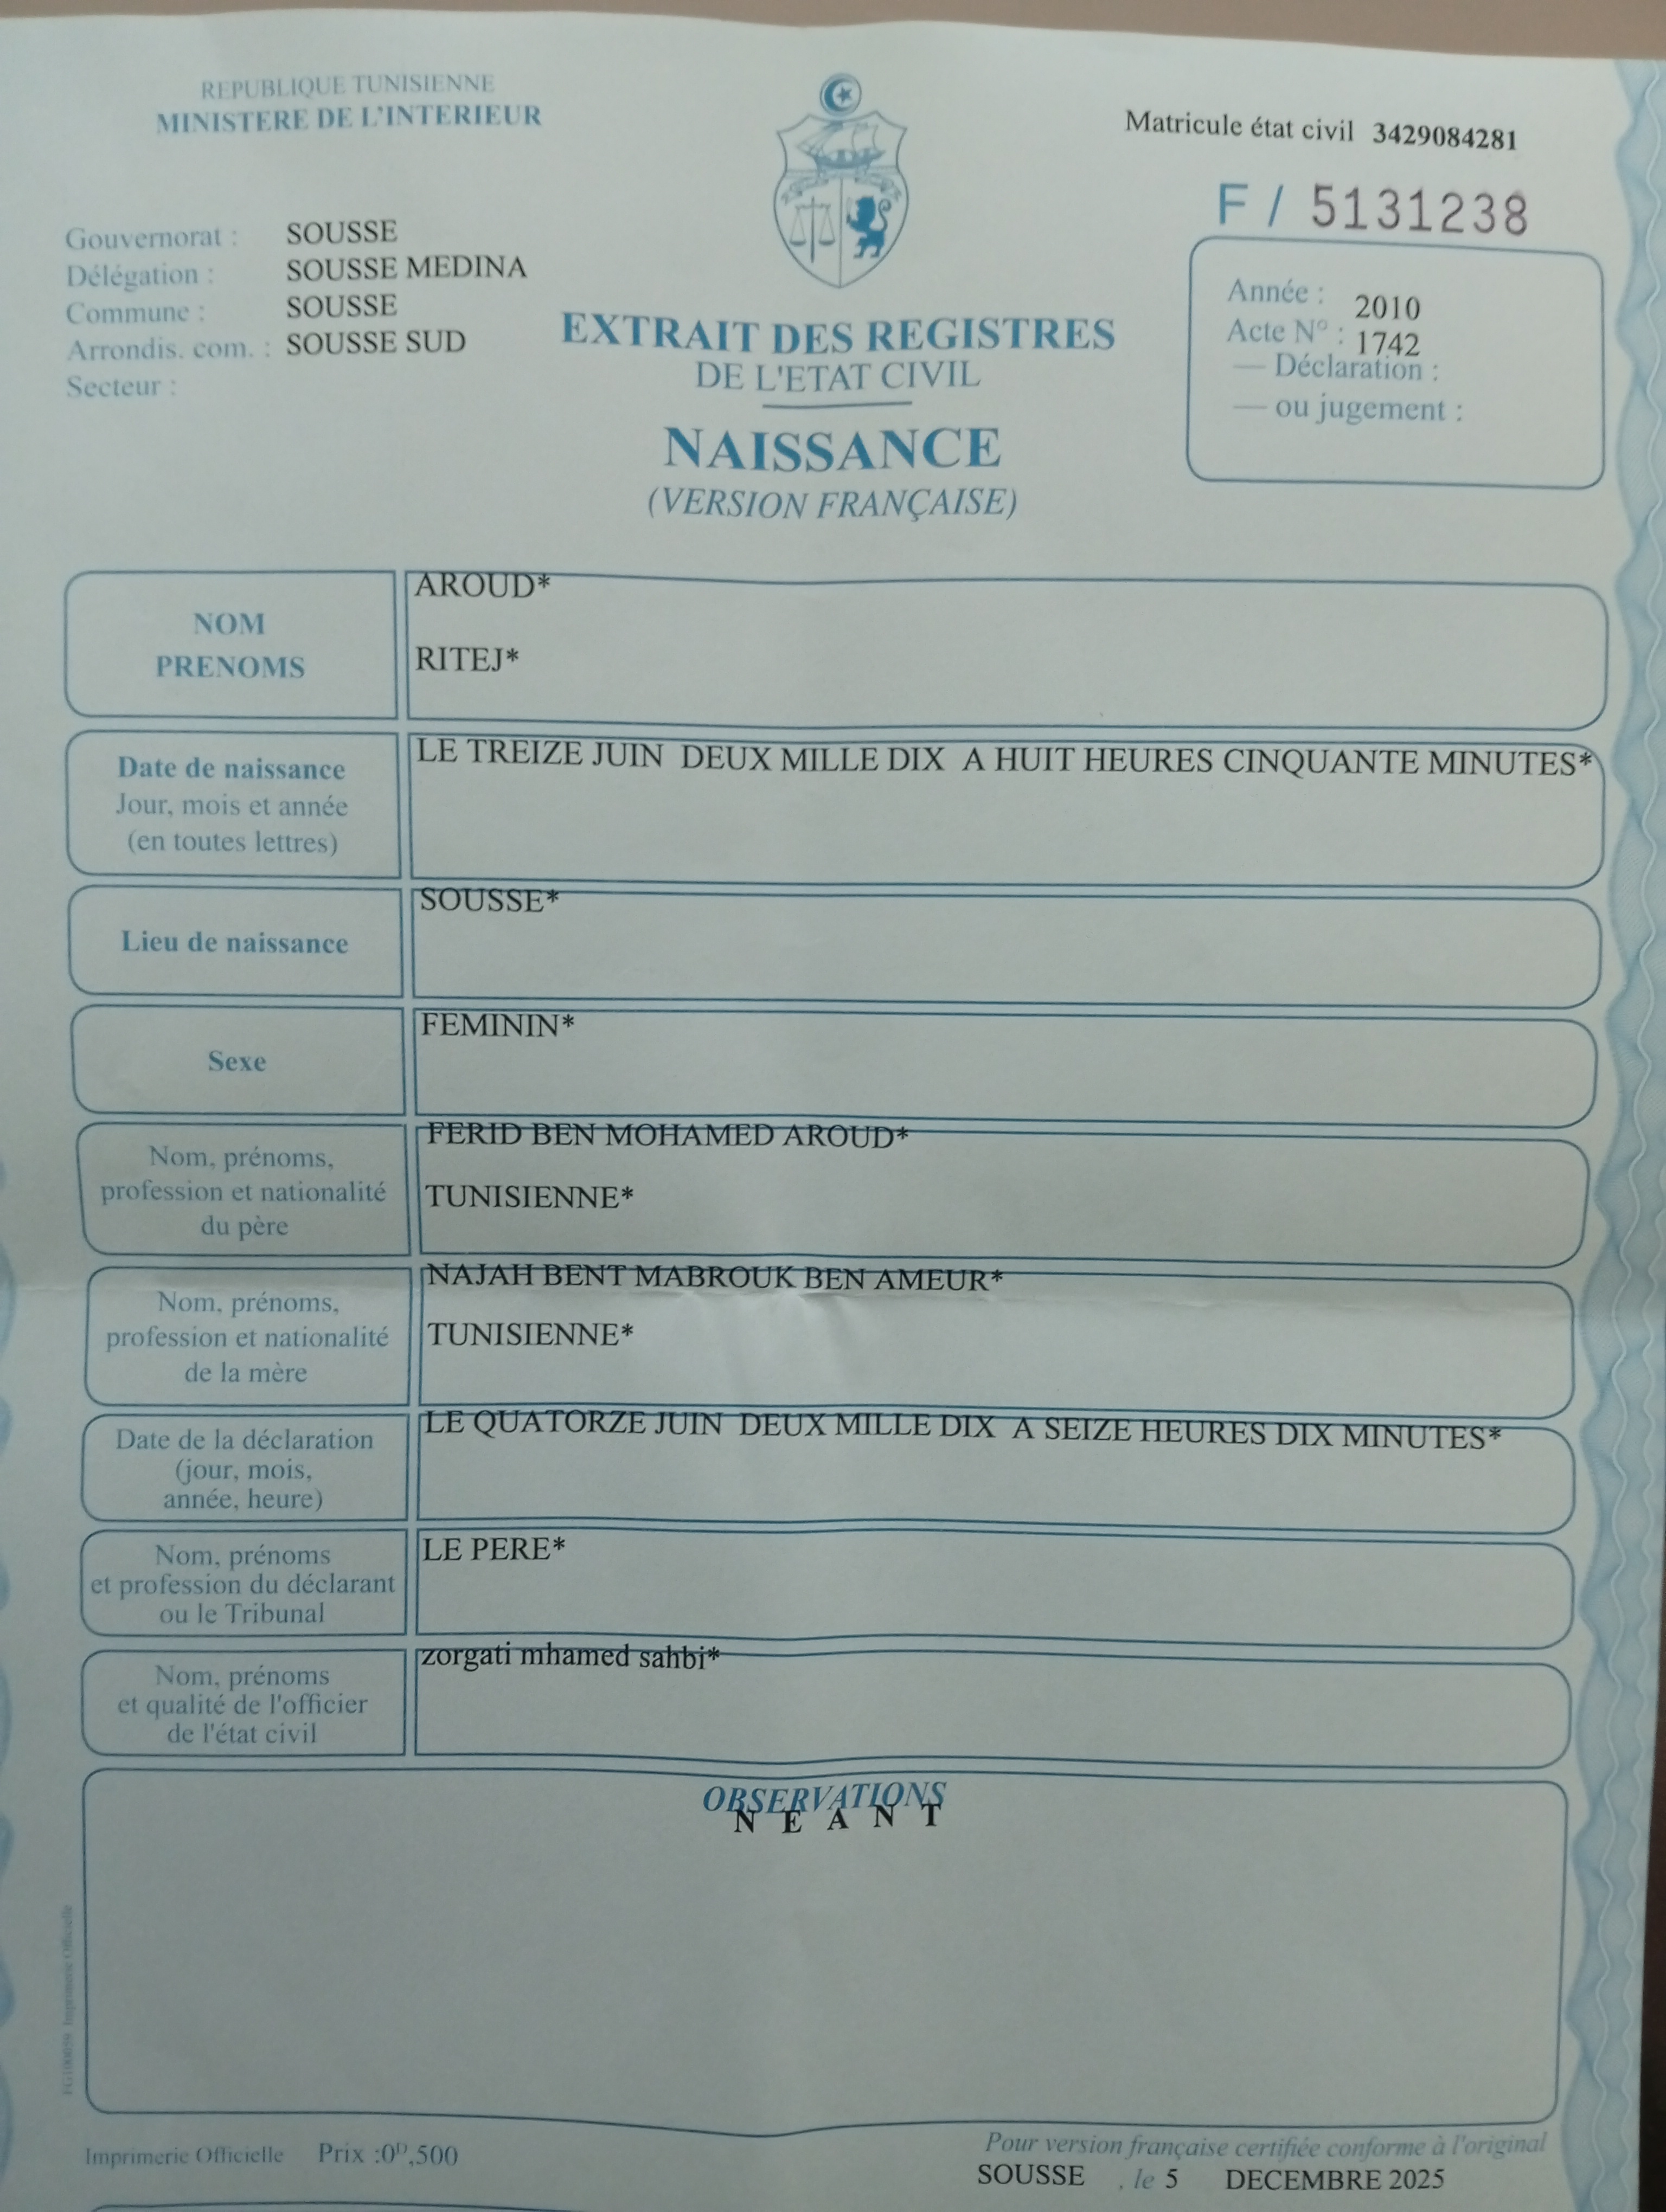 REPUBLIQUE TUNISIENNE
MINISTERE DE L'INTERIEUR
Matricule état civil 3429084281
F / 5131238
Gouvernorat : SOUSSE
Délégation : SOUSSE MEDINA
Commune : SOUSSE
Arrondis. com. : SOUSSE SUD
Secteur :
Année : 2010
Acte N° : 1742
— Déclaration :
— ou jugement :
EXTRAIT DES REGISTRES
DE L'ETAT CIVIL
NAISSANCE
(VERSION FRANÇAISE)
NOM
PRENOMS
AROUD*
RITEJ*
Date de naissance
Jour, mois et année
(en toutes lettres)
LE TREIZE JUIN DEUX MILLE DIX A HUIT HEURES CINQUANTE MINUTES*
Lieu de naissance
SOUSSE*
Sexe
FEMININ*
Nom, prénoms,
profession et nationalité
du père
FERID BEN MOHAMED AROUD*
TUNISIENNE*
Nom, prénoms,
profession et nationalité
de la mère
NAJAH BENT MABROUK BEN AMEUR*
TUNISIENNE*
Date de la déclaration
(jour, mois,
année, heure)
LE QUATORZE JUIN DEUX MILLE DIX A SEIZE HEURES DIX MINUTES*
Nom, prénoms
et profession du déclarant
ou le Tribunal
LE PERE*
Nom, prénoms
et qualité de l'officier
de l'état civil
zorgati mhamed sahbi*
OBSERVATIONS
N E A N T
Imprimerie Officielle
Imprimerie Officielle Prix :0ᴰ,500
Pour version française certifiée conforme à l'original
SOUSSE , le 5 DECEMBRE 2025